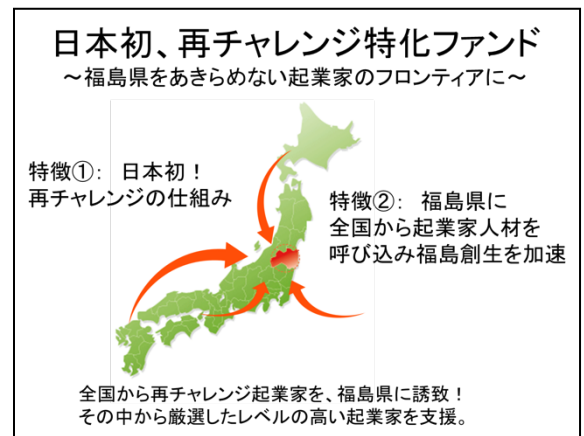 日本初、再チャレンジ特化ファンド
～福島県をあきらめない起業家のフロンティアに～
特徴①： 日本初！
再チャレンジの仕組み
特徴②： 福島県に
全国から起業家人材を
呼び込み福島創生を加速
全国から再チャレンジ起業家を、福島県に誘致！
その中から厳選したレベルの高い起業家を支援。